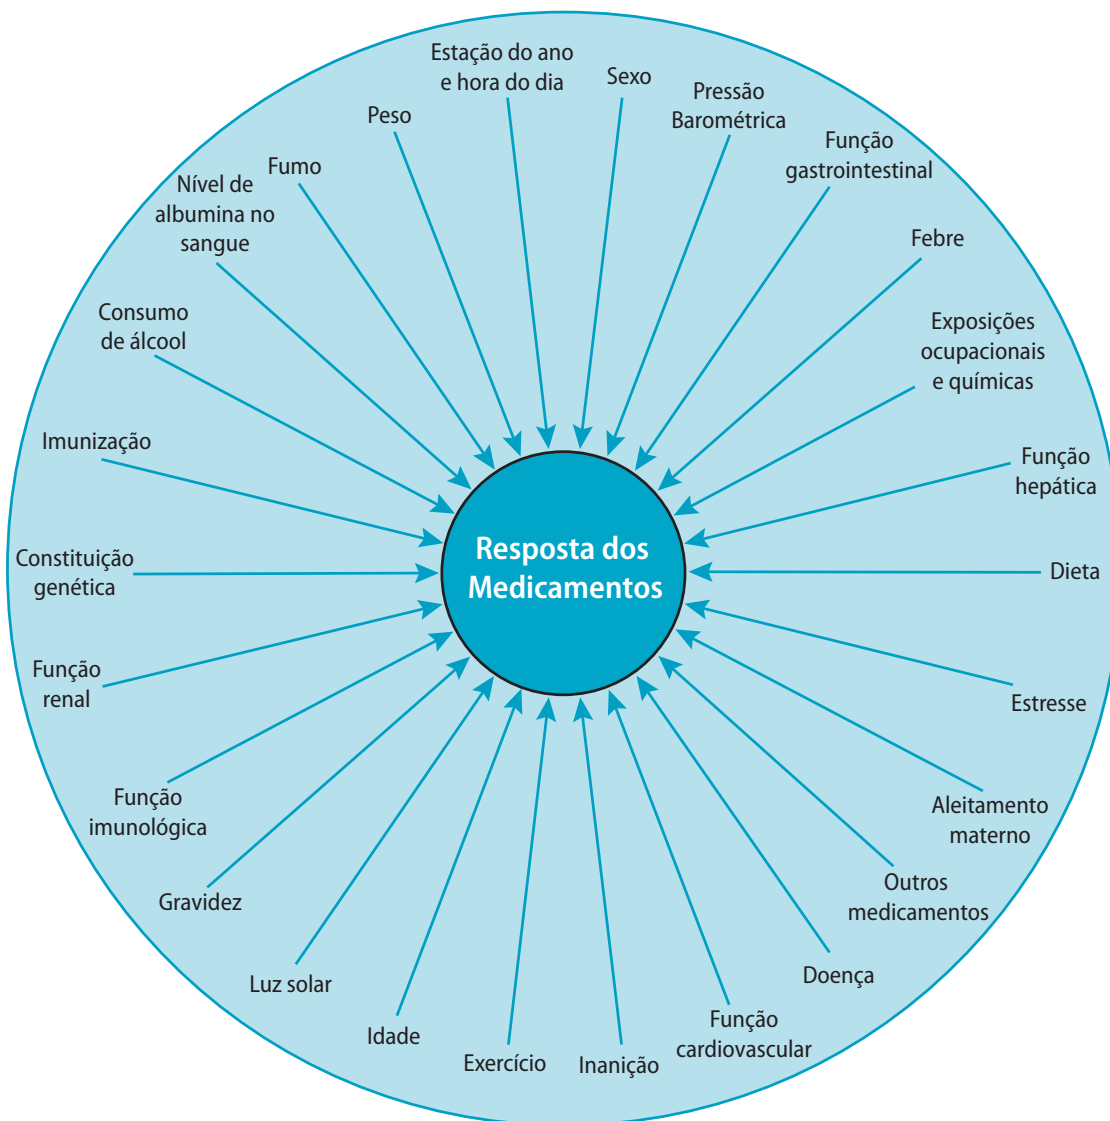 Estação do ano
e hora do dia
Sexo
Pressão
Barométrica
Função
gastrointestinal
Febre
Exposições
ocupacionais
e químicas
Função
hepática
Dieta
Estresse
Aleitamento
materno
Outros
medicamentos
Doença
Função
cardiovascular
Inanição
Exercício
Idade
Luz solar
Gravidez
Função
imunológica
Função
renal
Constituição
genética
Imunização
Consumo
de álcool
Nível de
albumina no
sangue
Fumo
Peso
Resposta dos
Medicamentos